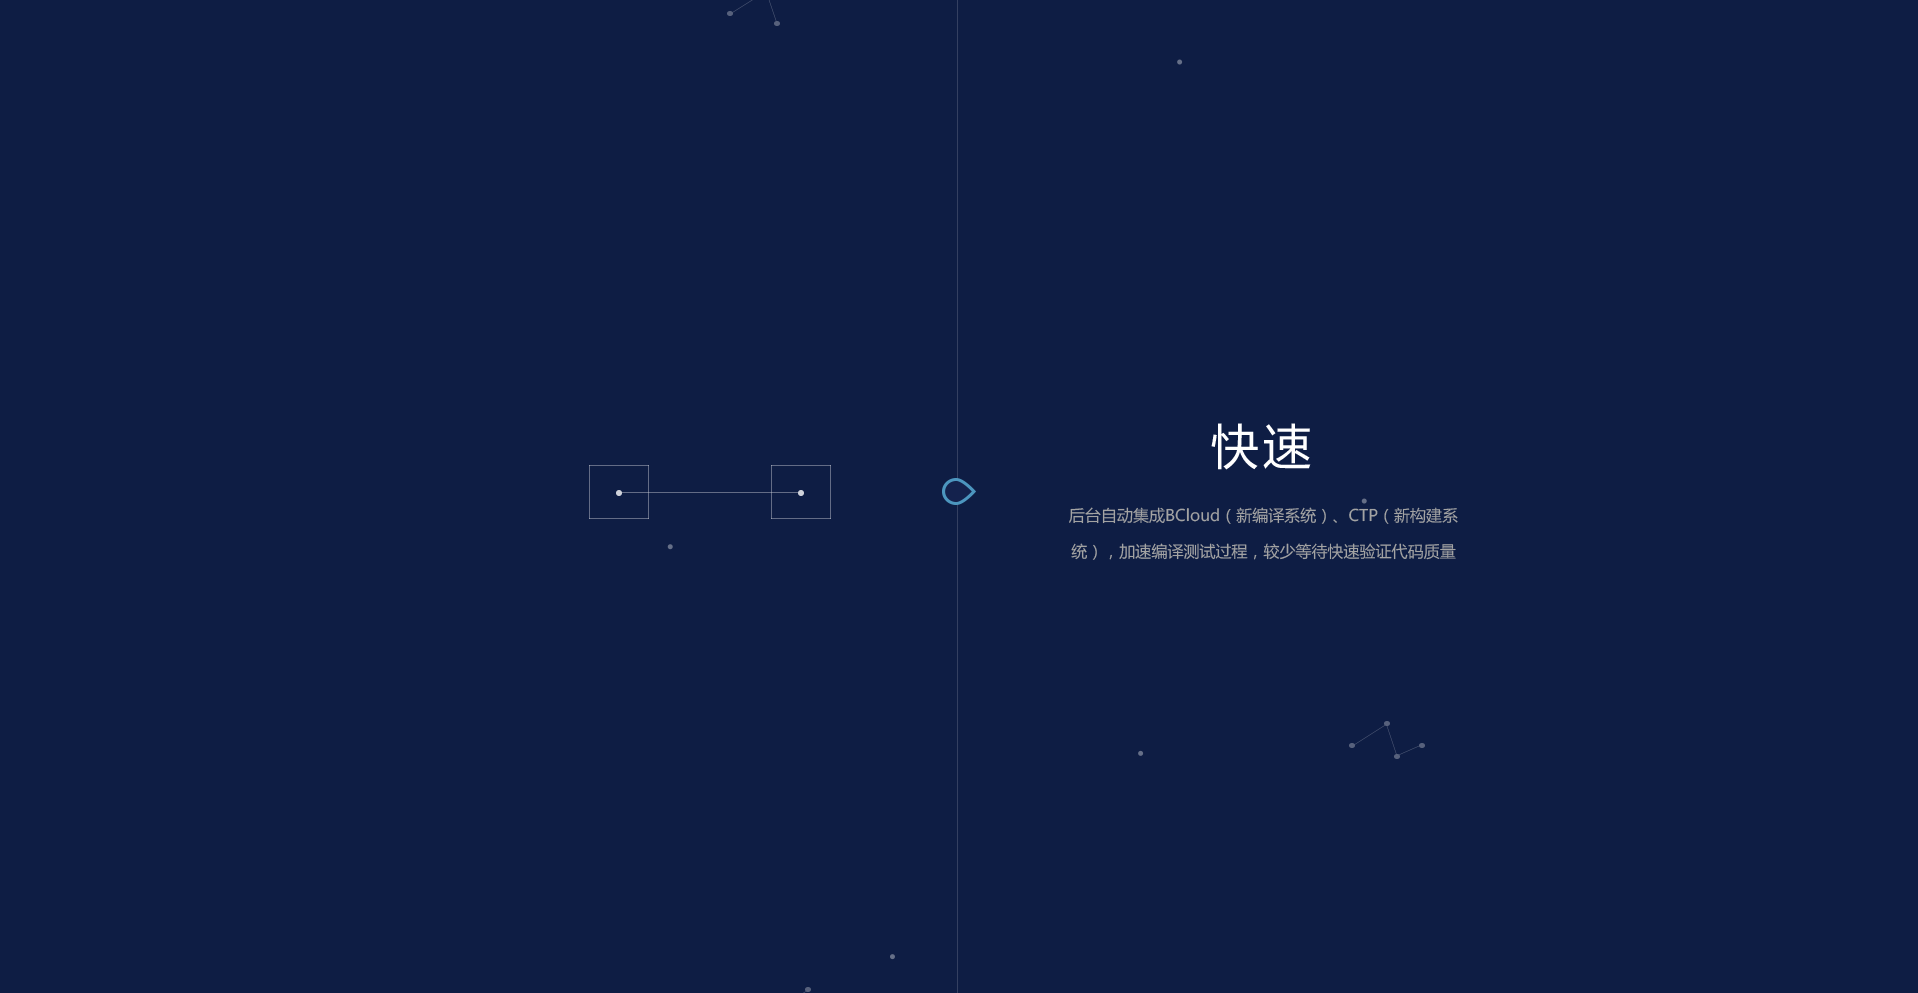 快速
后台自动集成BCloud（新编译系统）、CTP（新构建系
统），加速编译测试过程，较少等待快速验证代码质量